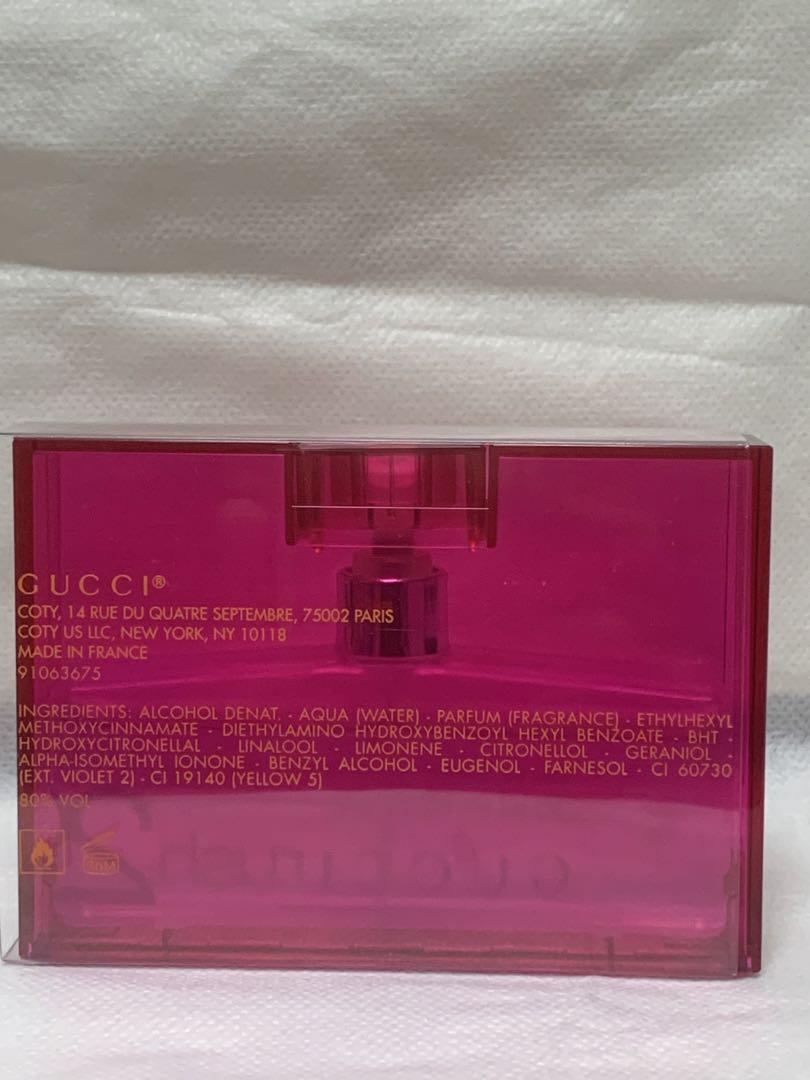 GUCCI®
COTY, 14 RUE DU QUATRE SEPTEMBRE, 75002 PARIS
COTY US LLC, NEW YORK, NY 10118
MADE IN FRANCE
91063675
INGREDIENTS: ALCOHOL DENAT. - AQUA (WATER) - PARFUM (FRAGRANCE) - ETHYLHEXYL
METHOXYCINNAMATE - DIETHYLAMINO HYDROXYBENZOYL HEXYL BENZOATE - BHT -
HYDROXYCITRONELLAL - LINALOOL - LIMONENE - CITRONELLOL - GERANIOL -
ALPHA-ISOMETHYL IONONE - BENZYL ALCOHOL - EUGENOL - FARNESOL - CI 60730
(EXT. VIOLET 2) - CI 19140 (YELLOW 5)
80% VOL